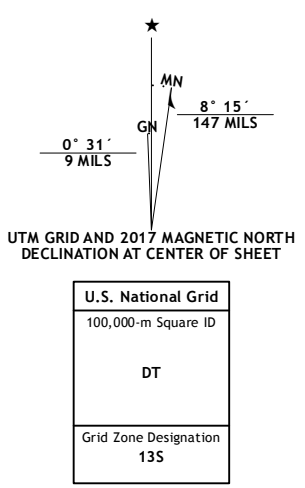 ★
MN
GN
8° 15´
147 MILS
0° 31´
9 MILS
UTM GRID AND 2017 MAGNETIC NORTH
DECLINATION AT CENTER OF SHEET
U.S. National Grid
100,000-m Square ID
DT
Grid Zone Designation
13S